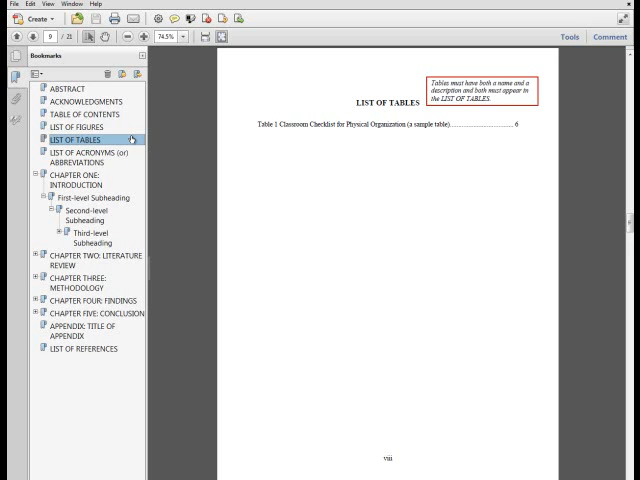 File Edit View Window Help
Create
9 / 21
74.5%
Tools
Comment
Bookmarks
ABSTRACT
ACKNOWLEDGMENTS
TABLE OF CONTENTS
LIST OF FIGURES
LIST OF TABLES
LIST OF ACRONYMS (or)
ABBREVIATIONS
CHAPTER ONE:
INTRODUCTION
First-level Subheading
Second-level
Subheading
Third-level
Subheading
CHAPTER TWO: LITERATURE
REVIEW
CHAPTER THREE:
METHODOLOGY
CHAPTER FOUR: FINDINGS
CHAPTER FIVE: CONCLUSION
APPENDIX: TITLE OF
APPENDIX
LIST OF REFERENCES
Tables must have both a name and a
description and both must appear in
the LIST OF TABLES.
LIST OF TABLES
Table 1 Classroom Checklist for Physical Organization (a sample table)................................ 6
viii